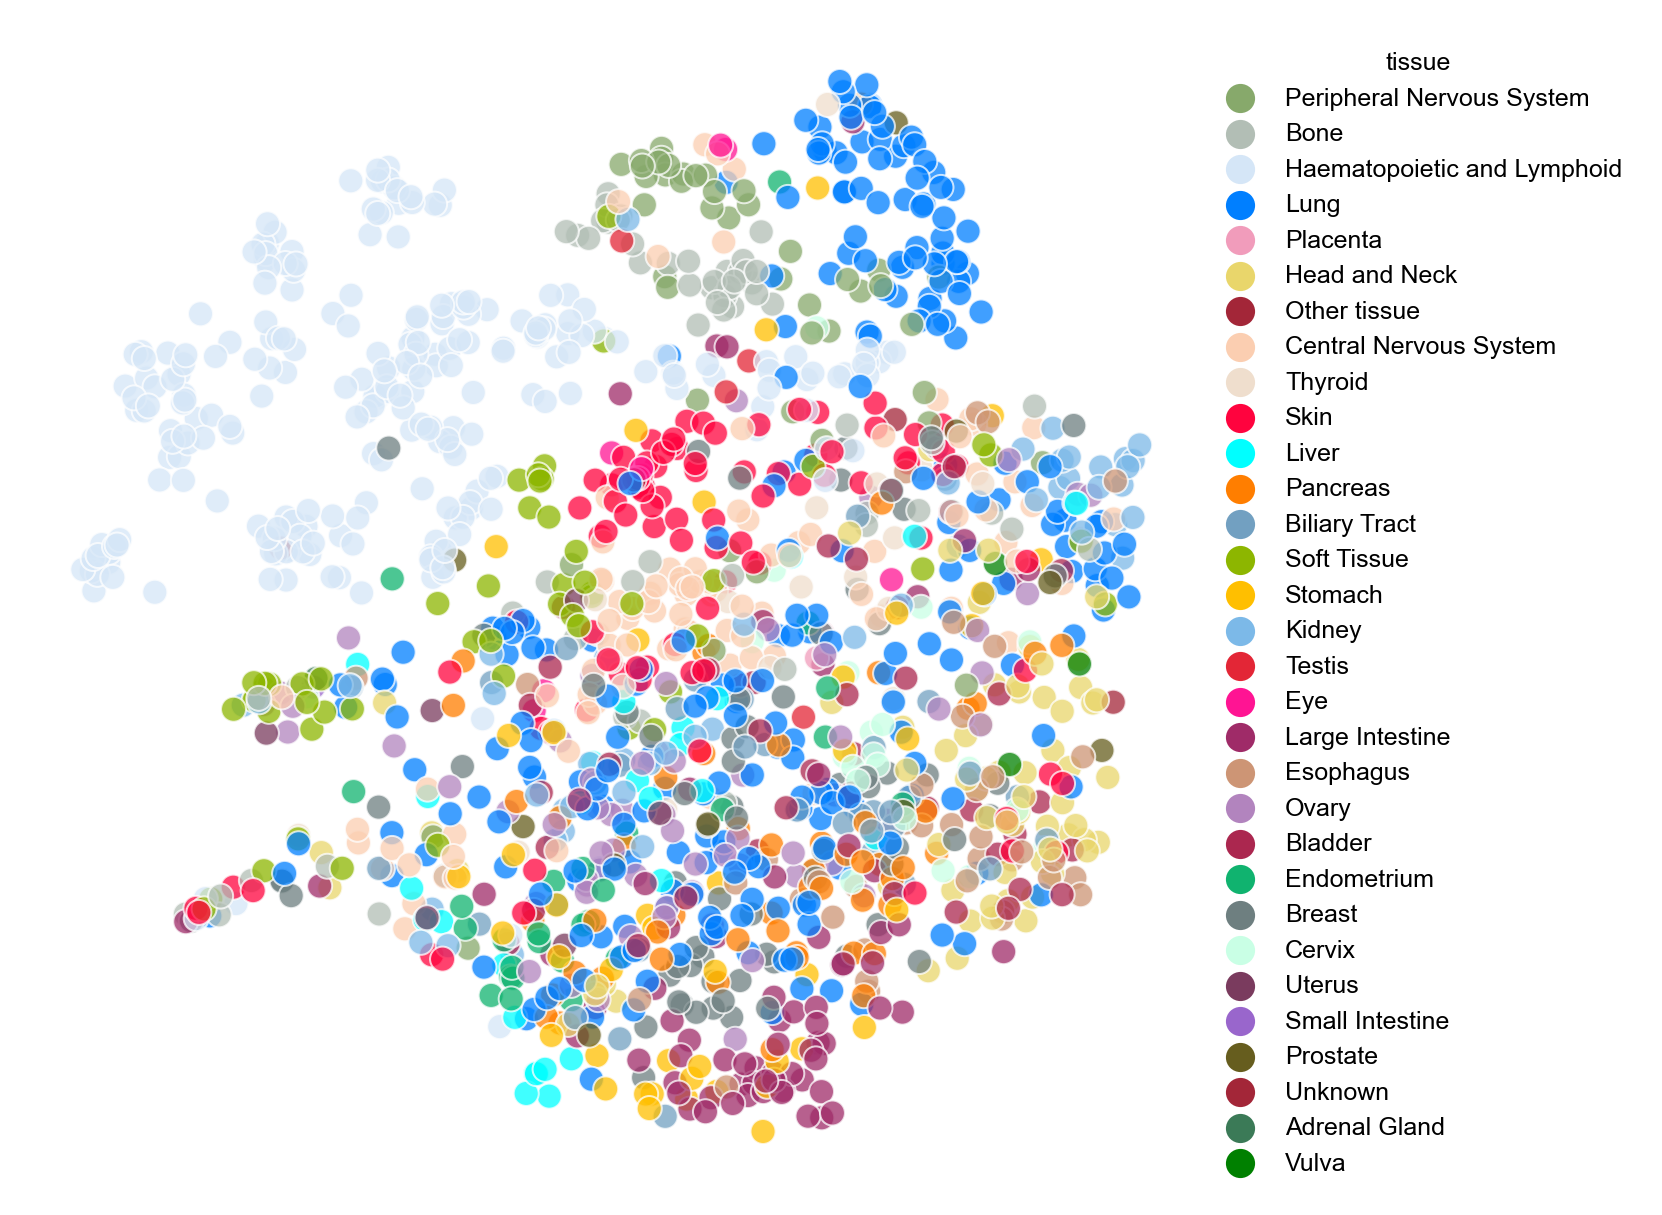 tissue
Peripheral Nervous System
Bone
Haematopoietic and Lymphoid
Lung
Placenta
Head and Neck
Other tissue
Central Nervous System
Thyroid
Skin
Liver
Pancreas
Biliary Tract
Soft Tissue
Stomach
Kidney
Testis
Eye
Large Intestine
Esophagus
Ovary
Bladder
Endometrium
Breast
Cervix
Uterus
Small Intestine
Prostate
Unknown
Adrenal Gland
Vulva